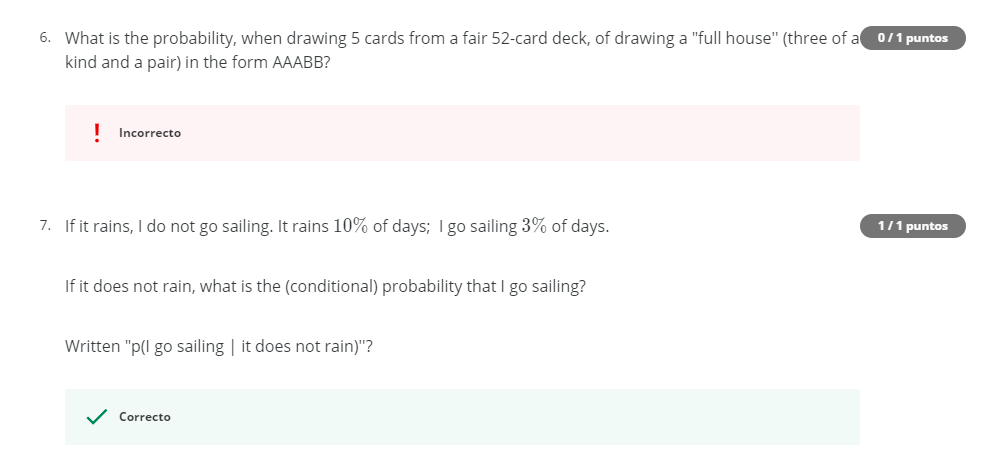 6. What is the probability, when drawing 5 cards from a fair 52-card deck, of drawing a "full house" (three of a 0 / 1 puntos
kind and a pair) in the form AAABB?
! Incorrecto
7. If it rains, I do not go sailing. It rains 10% of days; I go sailing 3% of days. 1 / 1 puntos
If it does not rain, what is the (conditional) probability that I go sailing?
Written "p(I go sailing | it does not rain)"?
Correcto